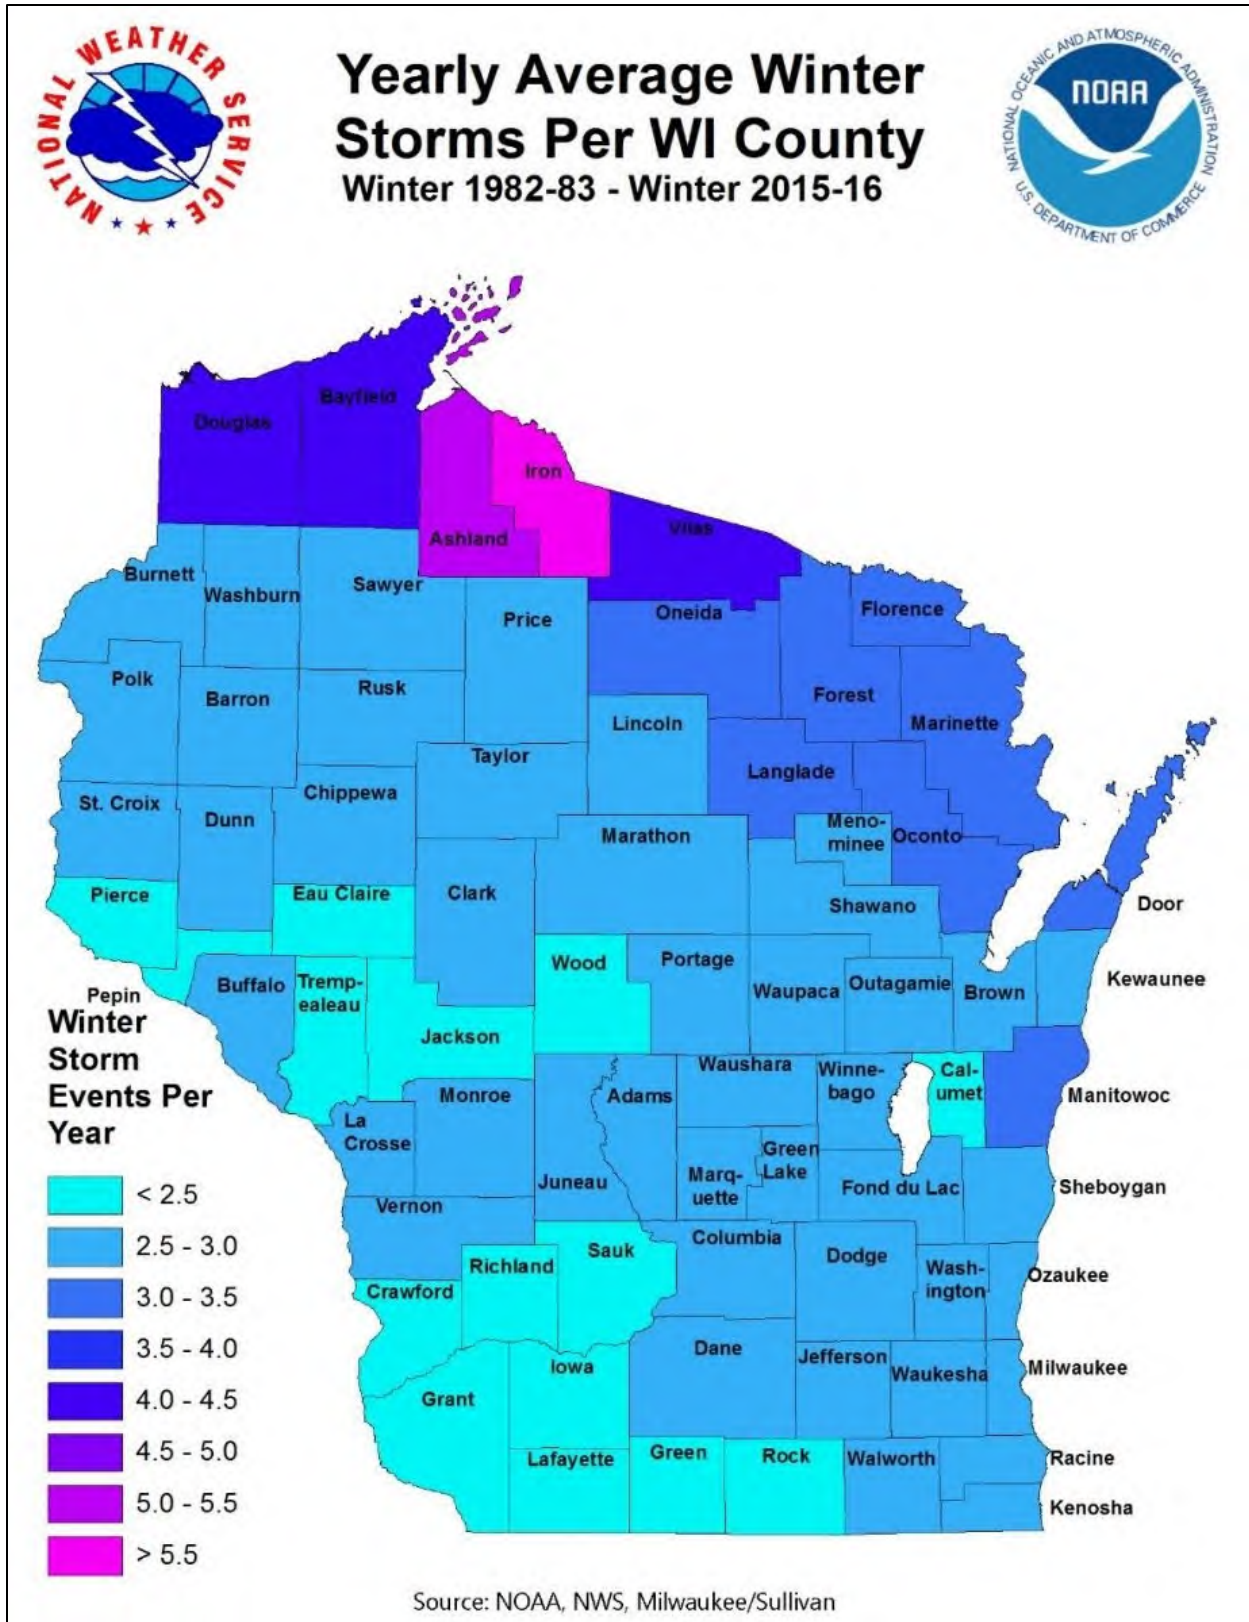 NATIONAL WEATHER SERVICE
Yearly Average Winter
Storms Per WI County
Winter 1982-83 - Winter 2015-16
NATIONAL OCEANIC AND ATMOSPHERIC ADMINISTRATION
NOAA
U.S. DEPARTMENT OF COMMERCE
Bayfield
Douglas
Iron
Vilas
Ashland
Burnett
Washburn
Sawyer
Price
Oneida
Florence
Polk
Barron
Rusk
Forest
Marinette
Lincoln
Taylor
Langlade
St. Croix
Dunn
Chippewa
Marathon
Meno-
minee
Oconto
Pierce
Eau Claire
Clark
Shawano
Door
Pepin
Buffalo
Tremp-
ealeau
Wood
Portage
Waupaca
Outagamie
Brown
Kewaunee
Jackson
Waushara
Winne-
bago
Cal-
umet
Manitowoc
Monroe
Adams
La
Crosse
Juneau
Marq-
uette
Green
Lake
Fond du Lac
Sheboygan
Vernon
Columbia
Dodge
Wash-
ington
Ozaukee
Crawford
Richland
Sauk
Dane
Jefferson
Waukesha
Milwaukee
Grant
Iowa
Lafayette
Green
Rock
Walworth
Racine
Kenosha
Winter
Storm
Events Per
Year
< 2.5
2.5 - 3.0
3.0 - 3.5
3.5 - 4.0
4.0 - 4.5
4.5 - 5.0
5.0 - 5.5
> 5.5
Source: NOAA, NWS, Milwaukee/Sullivan